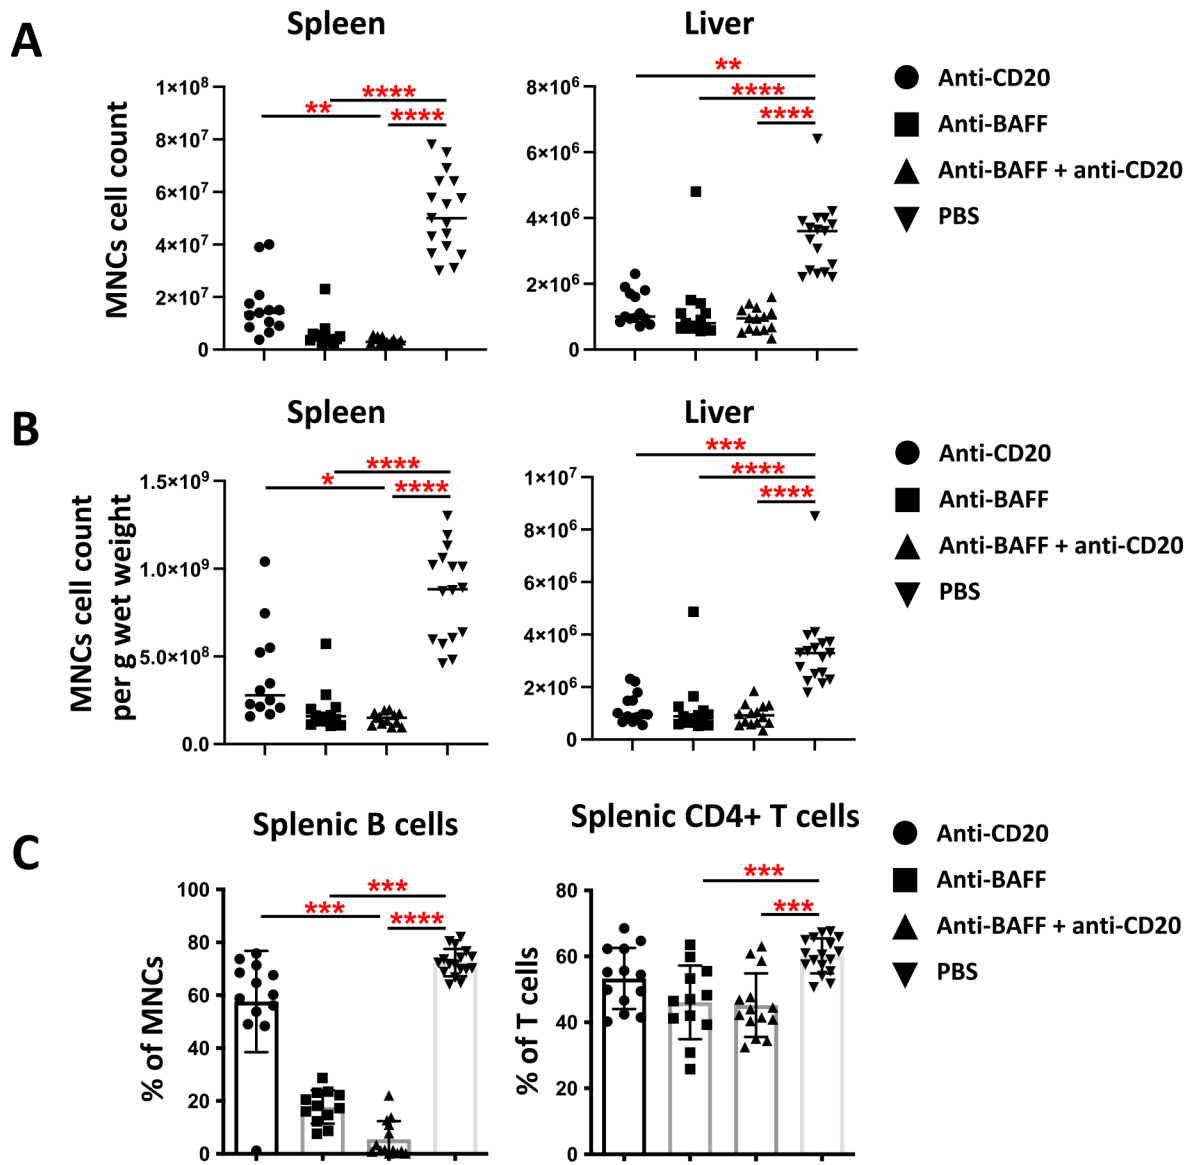 A
Spleen
Liver
MNCs cell count
1×10⁸
8×10⁷
6×10⁷
4×10⁷
2×10⁷
0
**
****
****
8×10⁶
6×10⁶
4×10⁶
2×10⁶
0
**
****
****
Anti-CD20
Anti-BAFF
Anti-BAFF + anti-CD20
PBS
B
Spleen
Liver
MNCs cell count
per g wet weight
1.5×10⁹
1.0×10⁹
5.0×10⁸
0.0
*
****
****
1×10⁷
8×10⁶
6×10⁶
4×10⁶
2×10⁶
0
***
****
****
Anti-CD20
Anti-BAFF
Anti-BAFF + anti-CD20
PBS
C
Splenic B cells
Splenic CD4+ T cells
% of MNCs
100
80
60
40
20
0
***
***
****
% of T cells
80
60
40
20
0
***
***
Anti-CD20
Anti-BAFF
Anti-BAFF + anti-CD20
PBS